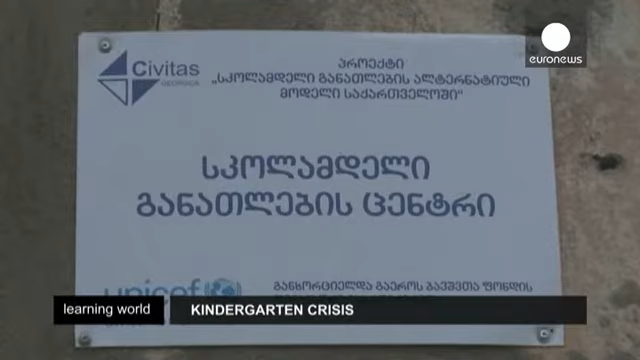 euronews
Civitas
GEORGICA
პროექტი
„სკოლამდელი განათლების ალტერნატიული
მოდელი საქართველოში“
სკოლამდელი
განათლების ცენტრი
unicef
განხორციელდა გაეროს ბავშვთა ფონდის
learning world
KINDERGARTEN CRISIS